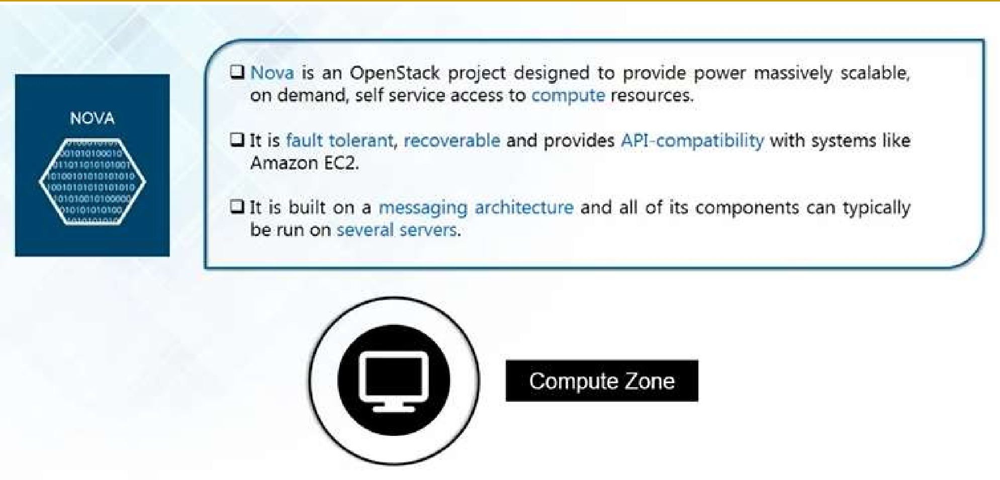 NOVA
❑ Nova is an OpenStack project designed to provide power massively scalable,
on demand, self service access to compute resources.
❑ It is fault tolerant, recoverable and provides API-compatibility with systems like
Amazon EC2.
❑ It is built on a messaging architecture and all of its components can typically
be run on several servers.
Compute Zone